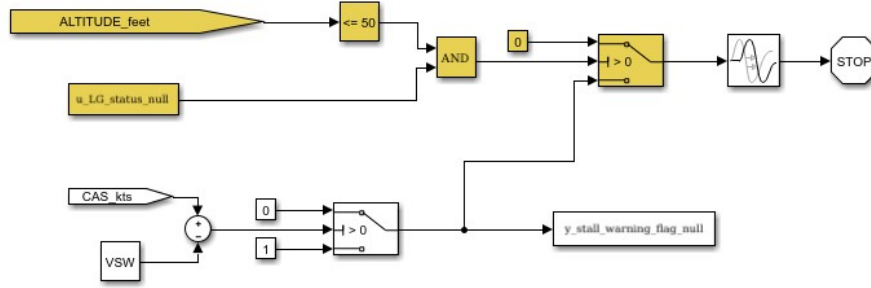 ALTITUDE_feet
<= 50
AND
0
> 0
STOP
u_LG_status_null
CAS_kts
+
−
VSW
0
> 0
1
y_stall_warning_flag_null